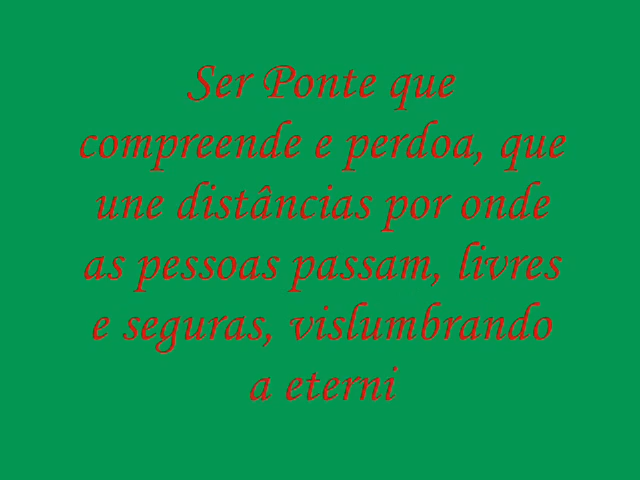 Ser Ponte que
compreende e perdoa, que
une distâncias por onde
as pessoas passam, livres
e seguras, vislumbrando
a eterni